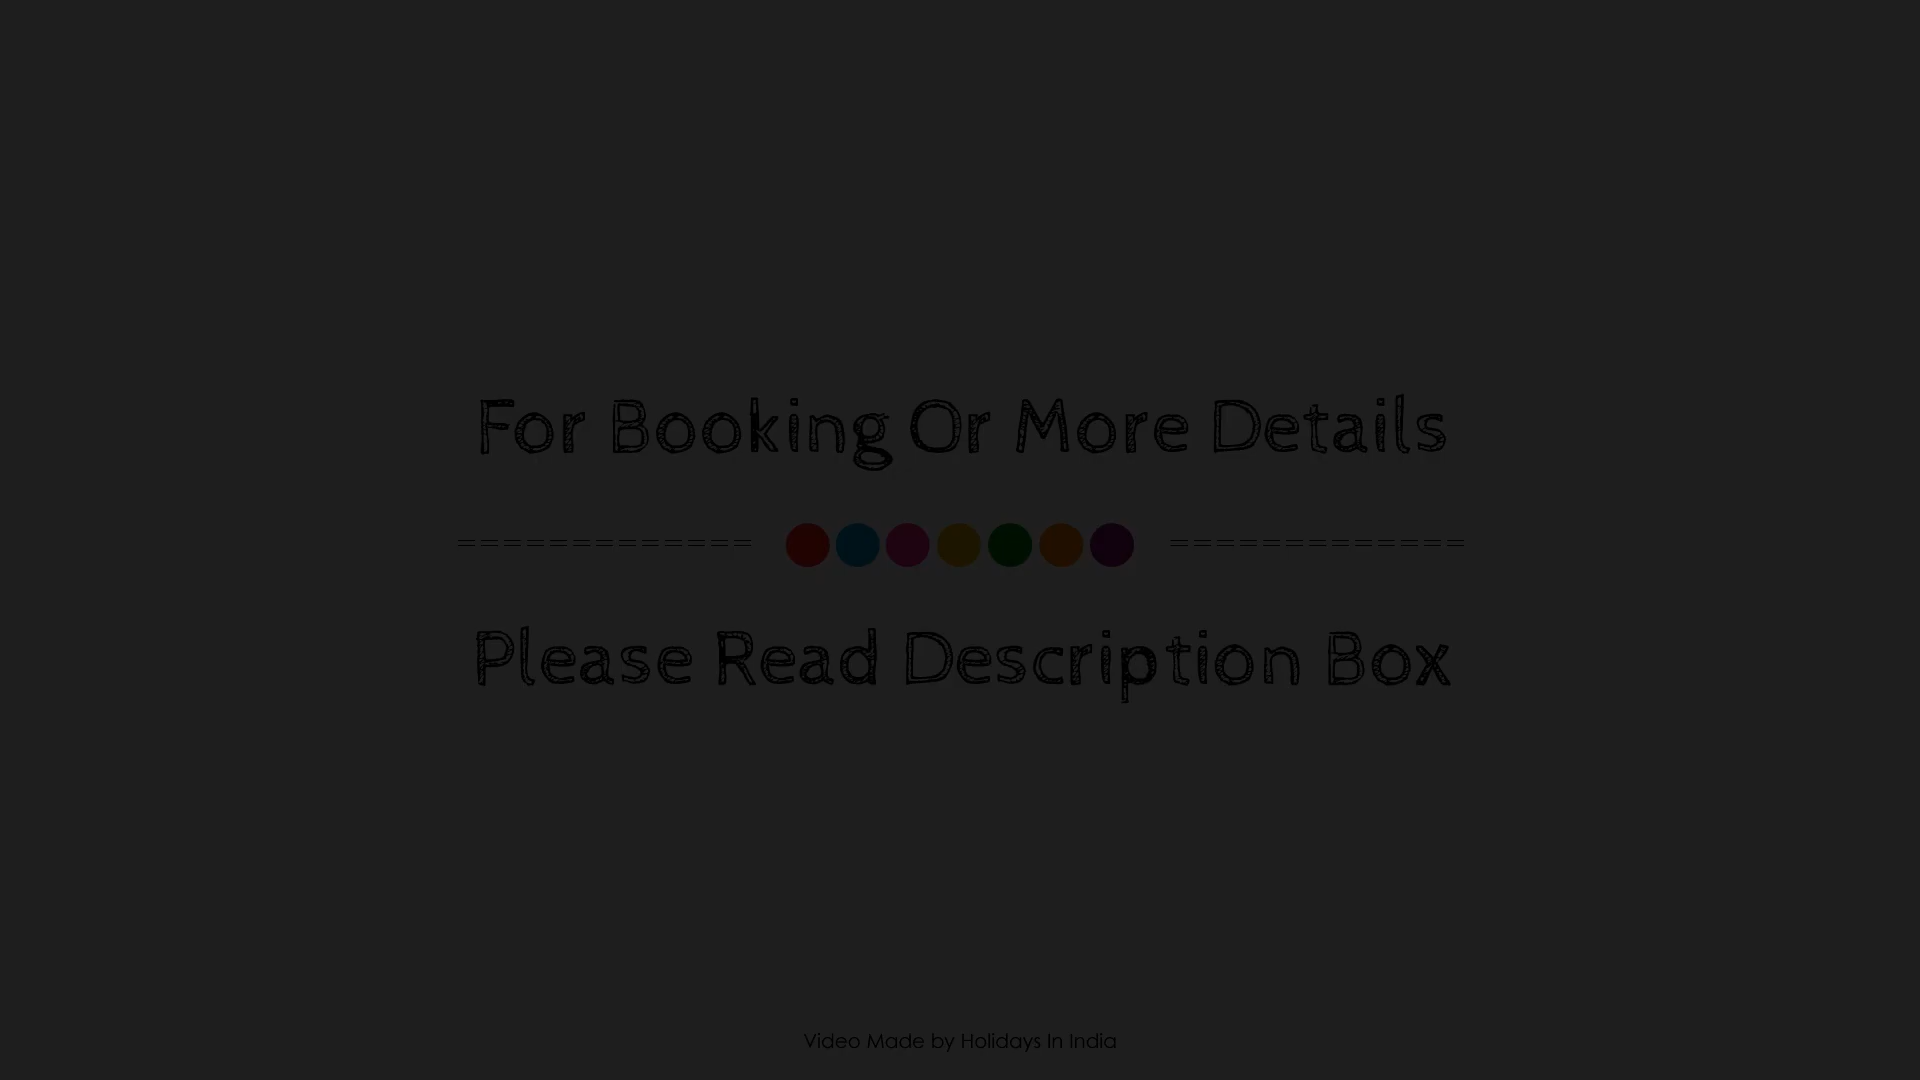 For Booking Or More Details
============= =============
Please Read Description Box
Video Made by Holidays In India